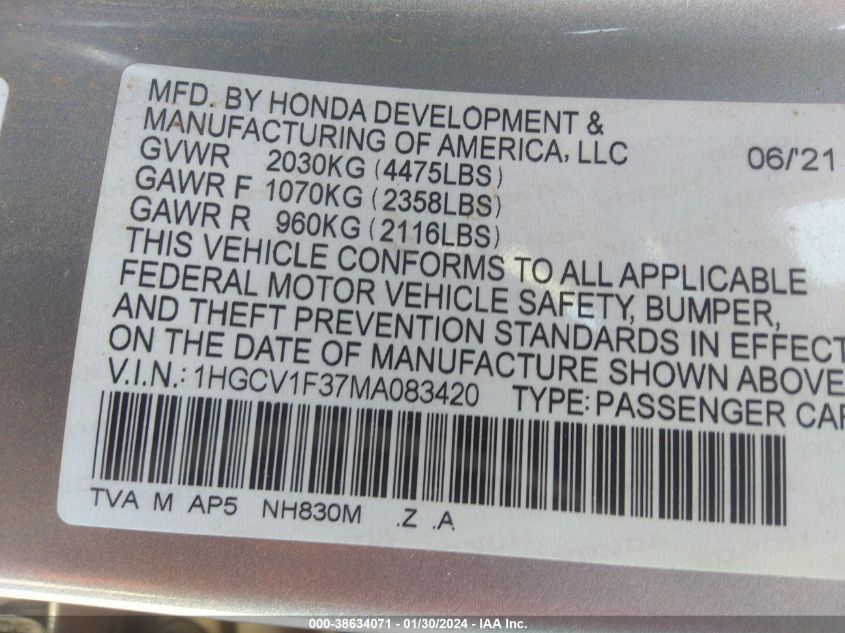 MFD. BY HONDA DEVELOPMENT &
MANUFACTURING OF AMERICA, LLC 06/'21
GVWR 2030KG (4475LBS)
GAWR F 1070KG (2358LBS)
GAWR R 960KG (2116LBS)
THIS VEHICLE CONFORMS TO ALL APPLICABLE
FEDERAL MOTOR VEHICLE SAFETY, BUMPER,
AND THEFT PREVENTION STANDARDS IN EFFECT
ON THE DATE OF MANUFACTURE SHOWN ABOVE.
V.I.N.: 1HGCV1F37MA083420 TYPE: PASSENGER CAR
TVA M AP5 NH830M .Z .A
000-38634071 — 01/30/2024 — IAA Inc.